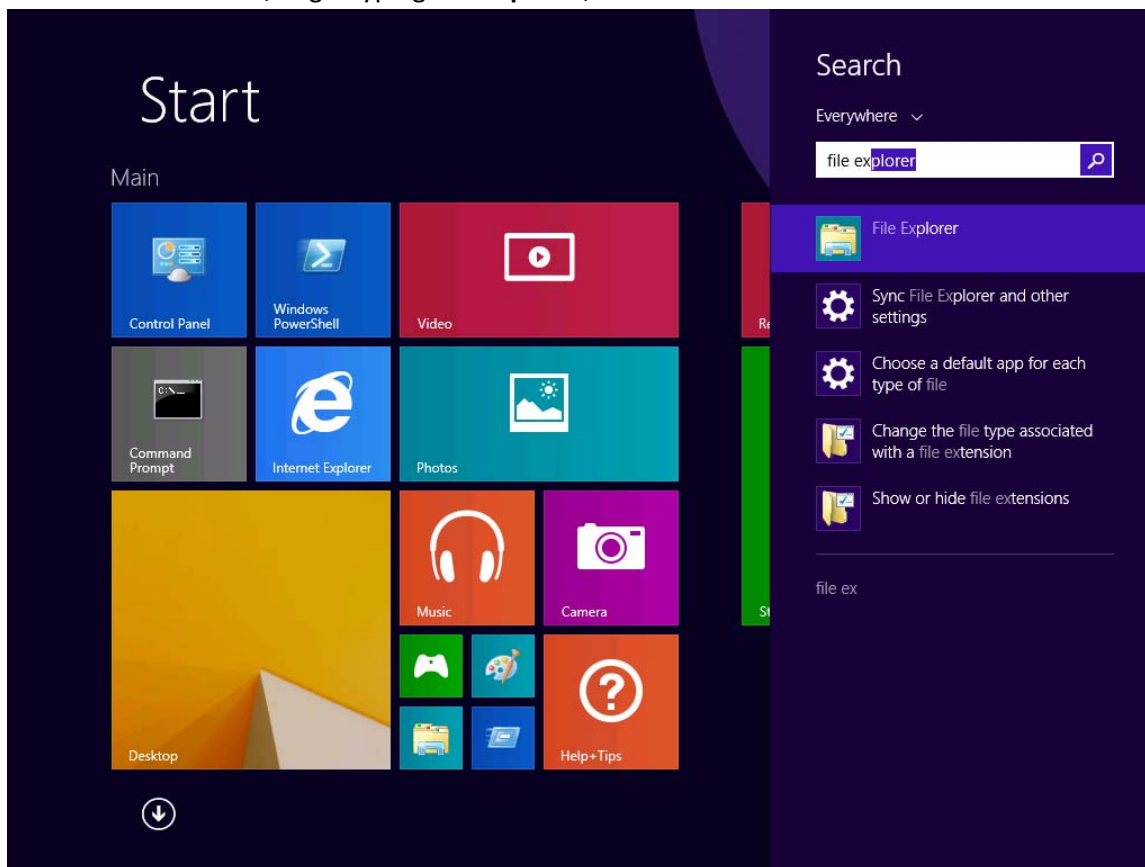 Start
Main
Control Panel
Windows
PowerShell
Video
Re
C:\
Command
Prompt
Internet Explorer
Photos
Desktop
Music
Camera
St
Help+Tips
Search
Everywhere
file explorer
File Explorer
Sync File Explorer and other
settings
Choose a default app for each
type of file
Change the file type associated
with a file extension
Show or hide file extensions
file ex